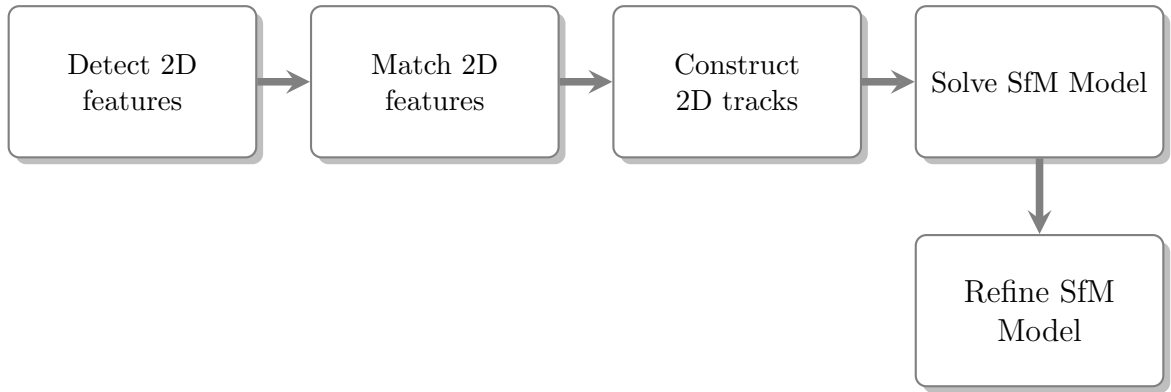 Detect 2D
features
Match 2D
features
Construct
2D tracks
Solve SfM Model
Refine SfM
Model